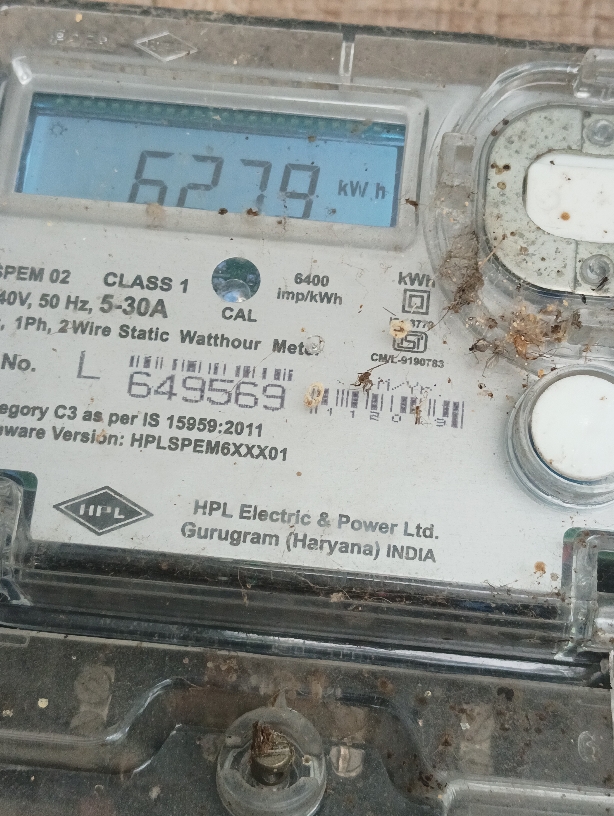 6279 kWh
SPEM 02 CLASS 1
40V, 50 Hz, 5-30A
CAL
6400
imp/kWh
kWh
1Ph, 2Wire Static Watthour Meter
CM/L-9190783
No. L 649569
M/Yr.
112019
egory C3 as per IS 15959:2011
ware Version: HPLSPEM6XXX01
HPL
HPL Electric & Power Ltd.
Gurugram (Haryana) INDIA